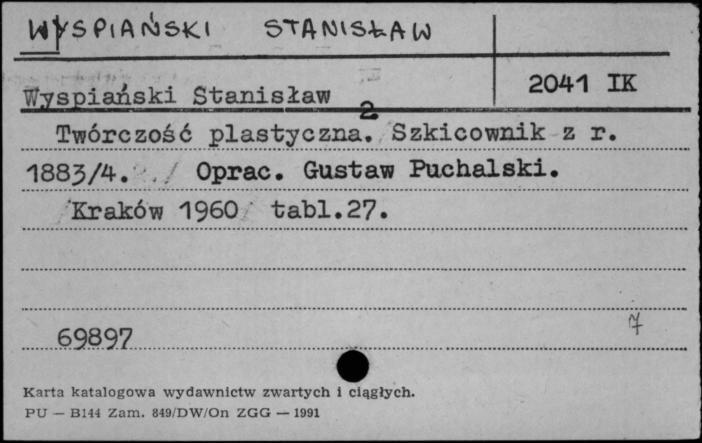 WYSPIAŃSKI STANISŁAW
Wyspiański Stanisław
2041 IK
2
Twórczość plastyczna. Szkicownik z r.
1883/4. / Oprac. Gustaw Puchalski.
Kraków 1960 tabl.27.
7
69897
Karta katalogowa wydawnictw zwartych i ciągłych.
PU — B144 Zam. 849/DW/On ZGG — 1991